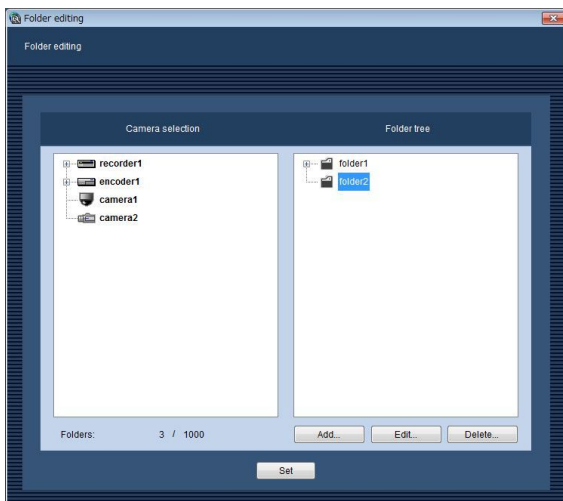 Folder editing
Folder editing
Camera selection
Folder tree
recorder1
encoder1
camera1
camera2
folder1
folder2
Folders: 3 / 1000
Add... Edit... Delete...
Set